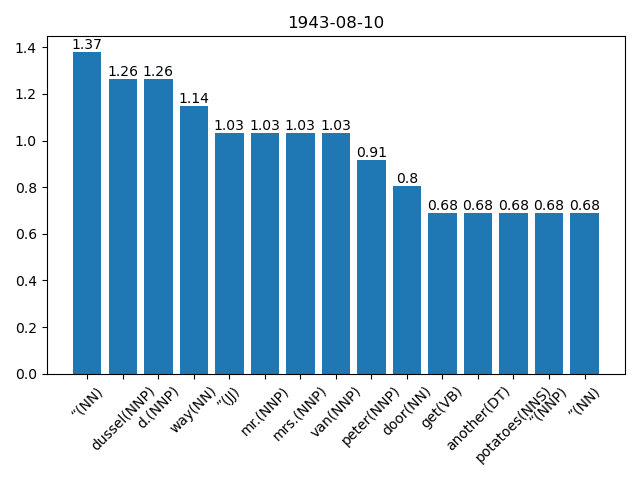 1943-08-10
1.4
1.2
1.0
0.8
0.6
0.4
0.2
0.0
1.37
1.26
1.26
1.14
1.03
1.03
1.03
1.03
0.91
0.8
0.68
0.68
0.68
0.68
0.68
“(NN)
dussel(NNP)
d.(NNP)
way(NN)
”(JJ)
mr.(NNP)
mrs.(NNP)
van(NNP)
peter(NNP)
door(NN)
get(VB)
another(DT)
potatoes(NNS)
“(NNP)
”(NN)